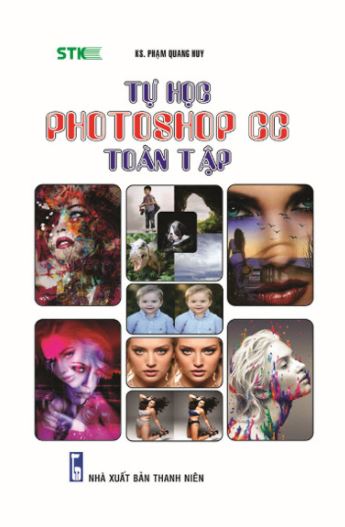 STK
KS. PHẠM QUANG HUY
TỰ HỌC
PHOTOSHOP CC
TOÀN TẬP
NHÀ XUẤT BẢN THANH NIÊN